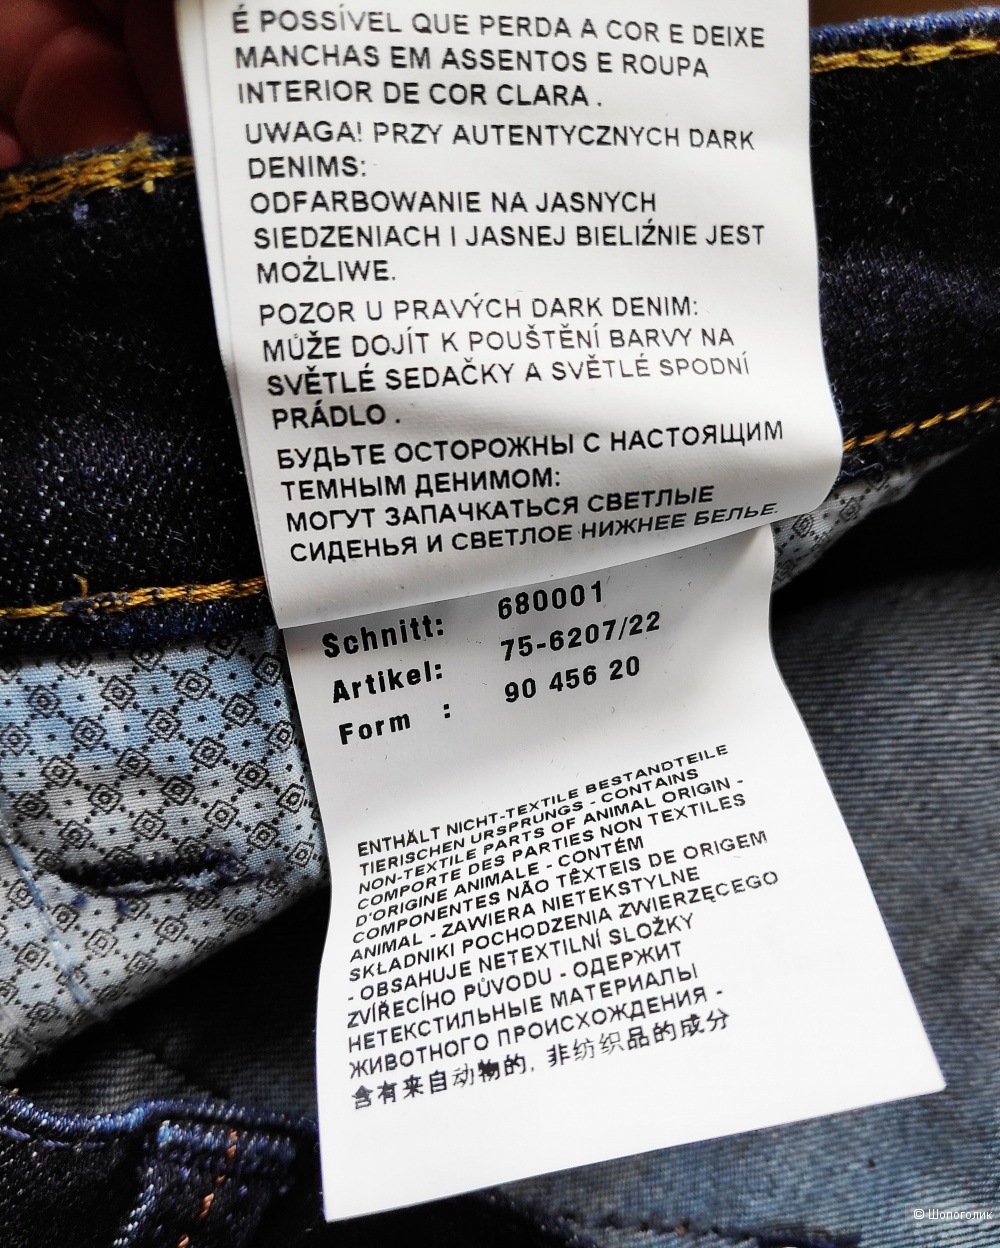 É POSSÍVEL QUE PERDA A COR E DEIXE
MANCHAS EM ASSENTOS E ROUPA
INTERIOR DE COR CLARA .
UWAGA! PRZY AUTENTYCZNYCH DARK
DENIMS:
ODFARBOWANIE NA JASNYCH
SIEDZENIACH I JASNEJ BIELIŹNIE JEST
MOŻLIWE.
POZOR U PRAVÝCH DARK DENIM:
MŮŽE DOJÍT K POUŠTĚNÍ BARVY NA
SVĚTLÉ SEDAČKY A SVĚTLÉ SPODNÍ
PRÁDLO .
БУДЬТЕ ОСТОРОЖНЫ С НАСТОЯЩИМ
ТЕМНЫМ ДЕНИМОМ:
МОГУТ ЗАПАЧКАТЬСЯ СВЕТЛЫЕ
СИДЕНЬЯ И СВЕТЛОЕ НИЖНЕЕ БЕЛЬЕ.
Schnitt: 680001
Artikel: 75-6207/22
Form : 90 456 20
ENTHÄLT NICHT-TEXTILE BESTANDTEILE
TIERISCHEN URSPRUNGS - CONTAINS
NON-TEXTILE PARTS OF ANIMAL ORIGIN -
COMPORTE DES PARTIES NON TEXTILES
D'ORIGINE ANIMALE - CONTÉM
COMPONENTES NÃO TÊXTEIS DE ORIGEM
ANIMAL - ZAWIERA NIETEKSTYLNE
SKŁADNIKI POCHODZENIA ZWIERZĘCEGO
- OBSAHUJE NETEXTILNÍ SLOŽKY
ZVÍŘECÍHO PŮVODU - ОДЕРЖИТ
НЕТЕКСТИЛЬНЫЕ МАТЕРИАЛЫ
ЖИВОТНОГО ПРОИСХОЖДЕНИЯ -
含有来自动物的, 非纺织品的成分
© Шопоголик